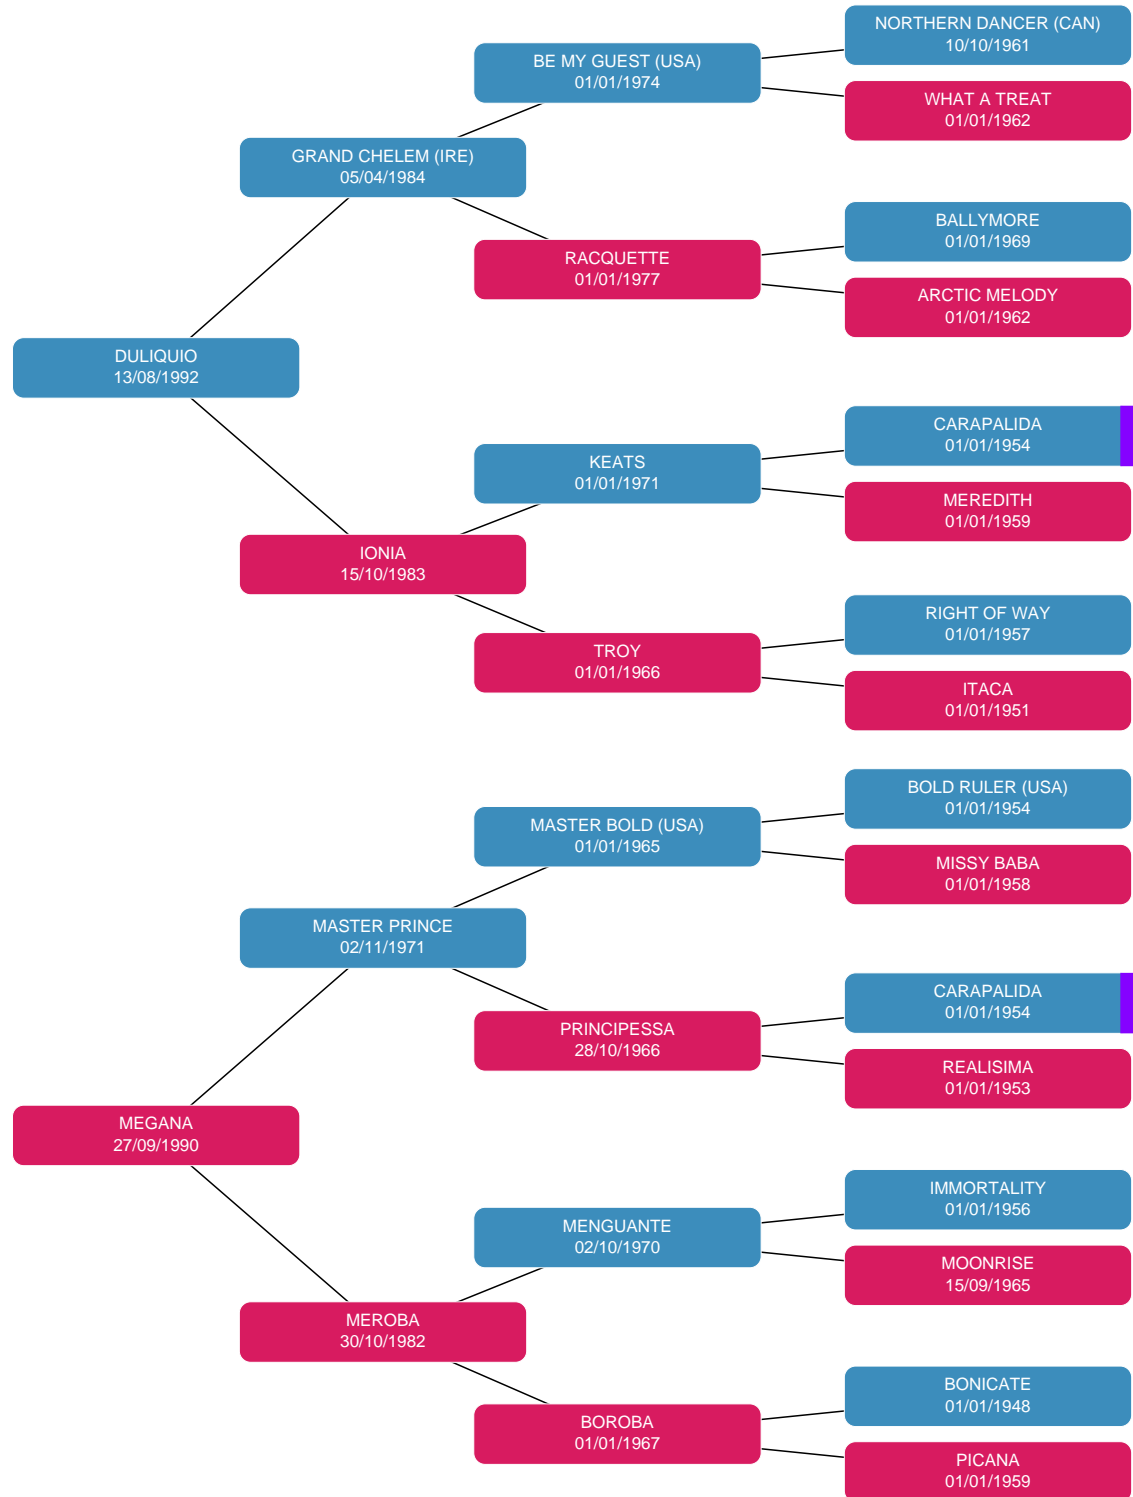 NORTHERN DANCER (CAN)
10/10/1961
BE MY GUEST (USA)
01/01/1974
WHAT A TREAT
01/01/1962
GRAND CHELEM (IRE)
05/04/1984
BALLYMORE
01/01/1969
RACQUETTE
01/01/1977
ARCTIC MELODY
01/01/1962
DULIQUIO
13/08/1992
CARAPALIDA
01/01/1954
KEATS
01/01/1971
MEREDITH
01/01/1959
IONIA
15/10/1983
RIGHT OF WAY
01/01/1957
TROY
01/01/1966
ITACA
01/01/1951
BOLD RULER (USA)
01/01/1954
MASTER BOLD (USA)
01/01/1965
MISSY BABA
01/01/1958
MASTER PRINCE
02/11/1971
CARAPALIDA
01/01/1954
PRINCIPESSA
28/10/1966
REALISIMA
01/01/1953
MEGANA
27/09/1990
IMMORTALITY
01/01/1956
MENGUANTE
02/10/1970
MOONRISE
15/09/1965
MEROBA
30/10/1982
BONICATE
01/01/1948
BOROBA
01/01/1967
PICANA
01/01/1959